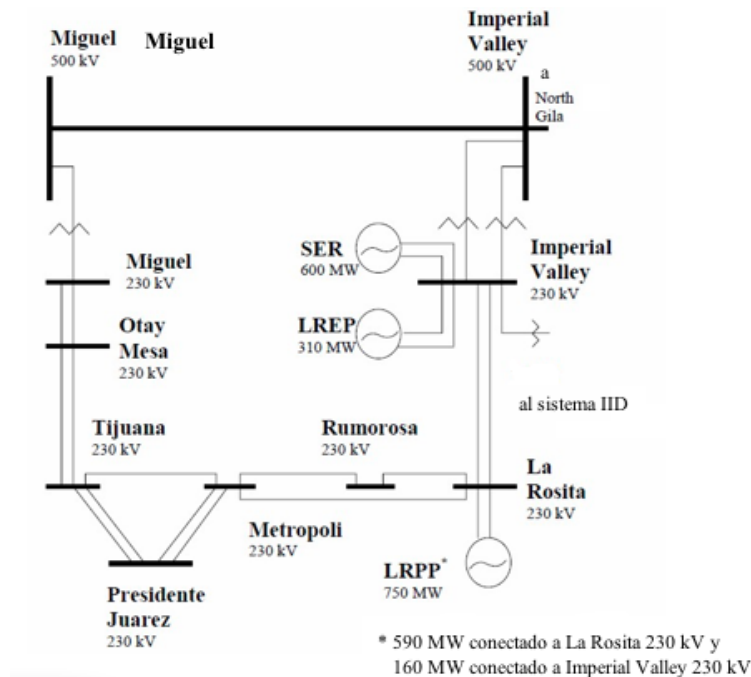 Miguel
500 kV
Miguel
Imperial
Valley
500 kV
a
North
Gila
SER
600 MW
Imperial
Valley
230 kV
Miguel
230 kV
LREP
310 MW
Otay
Mesa
230 kV
al sistema IID
Tijuana
230 kV
Rumorosa
230 kV
La
Rosita
230 kV
Metropoli
230 kV
LRPP*
750 MW
Presidente
Juarez
230 kV
* 590 MW conectado a La Rosita 230 kV y
160 MW conectado a Imperial Valley 230 kV